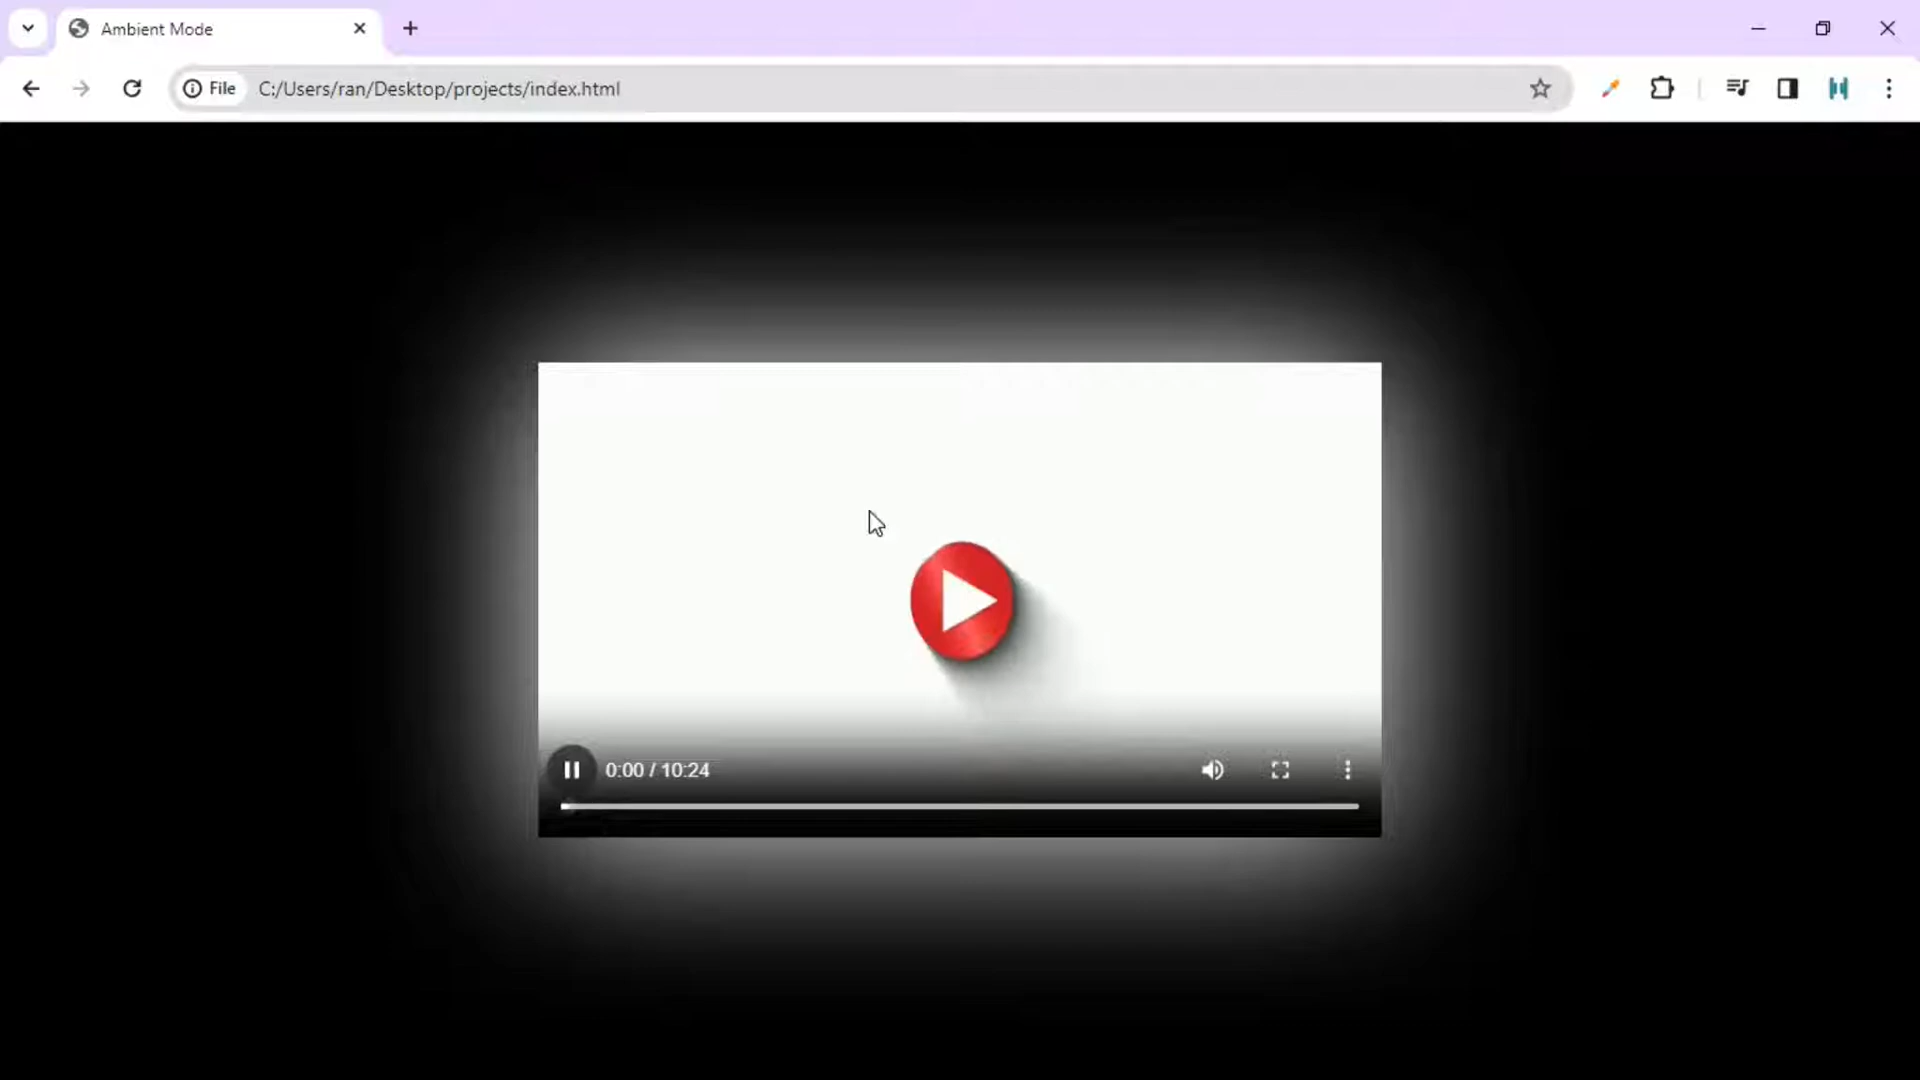 Ambient Mode
File C:/Users/ran/Desktop/projects/index.html
0:00 / 10:24